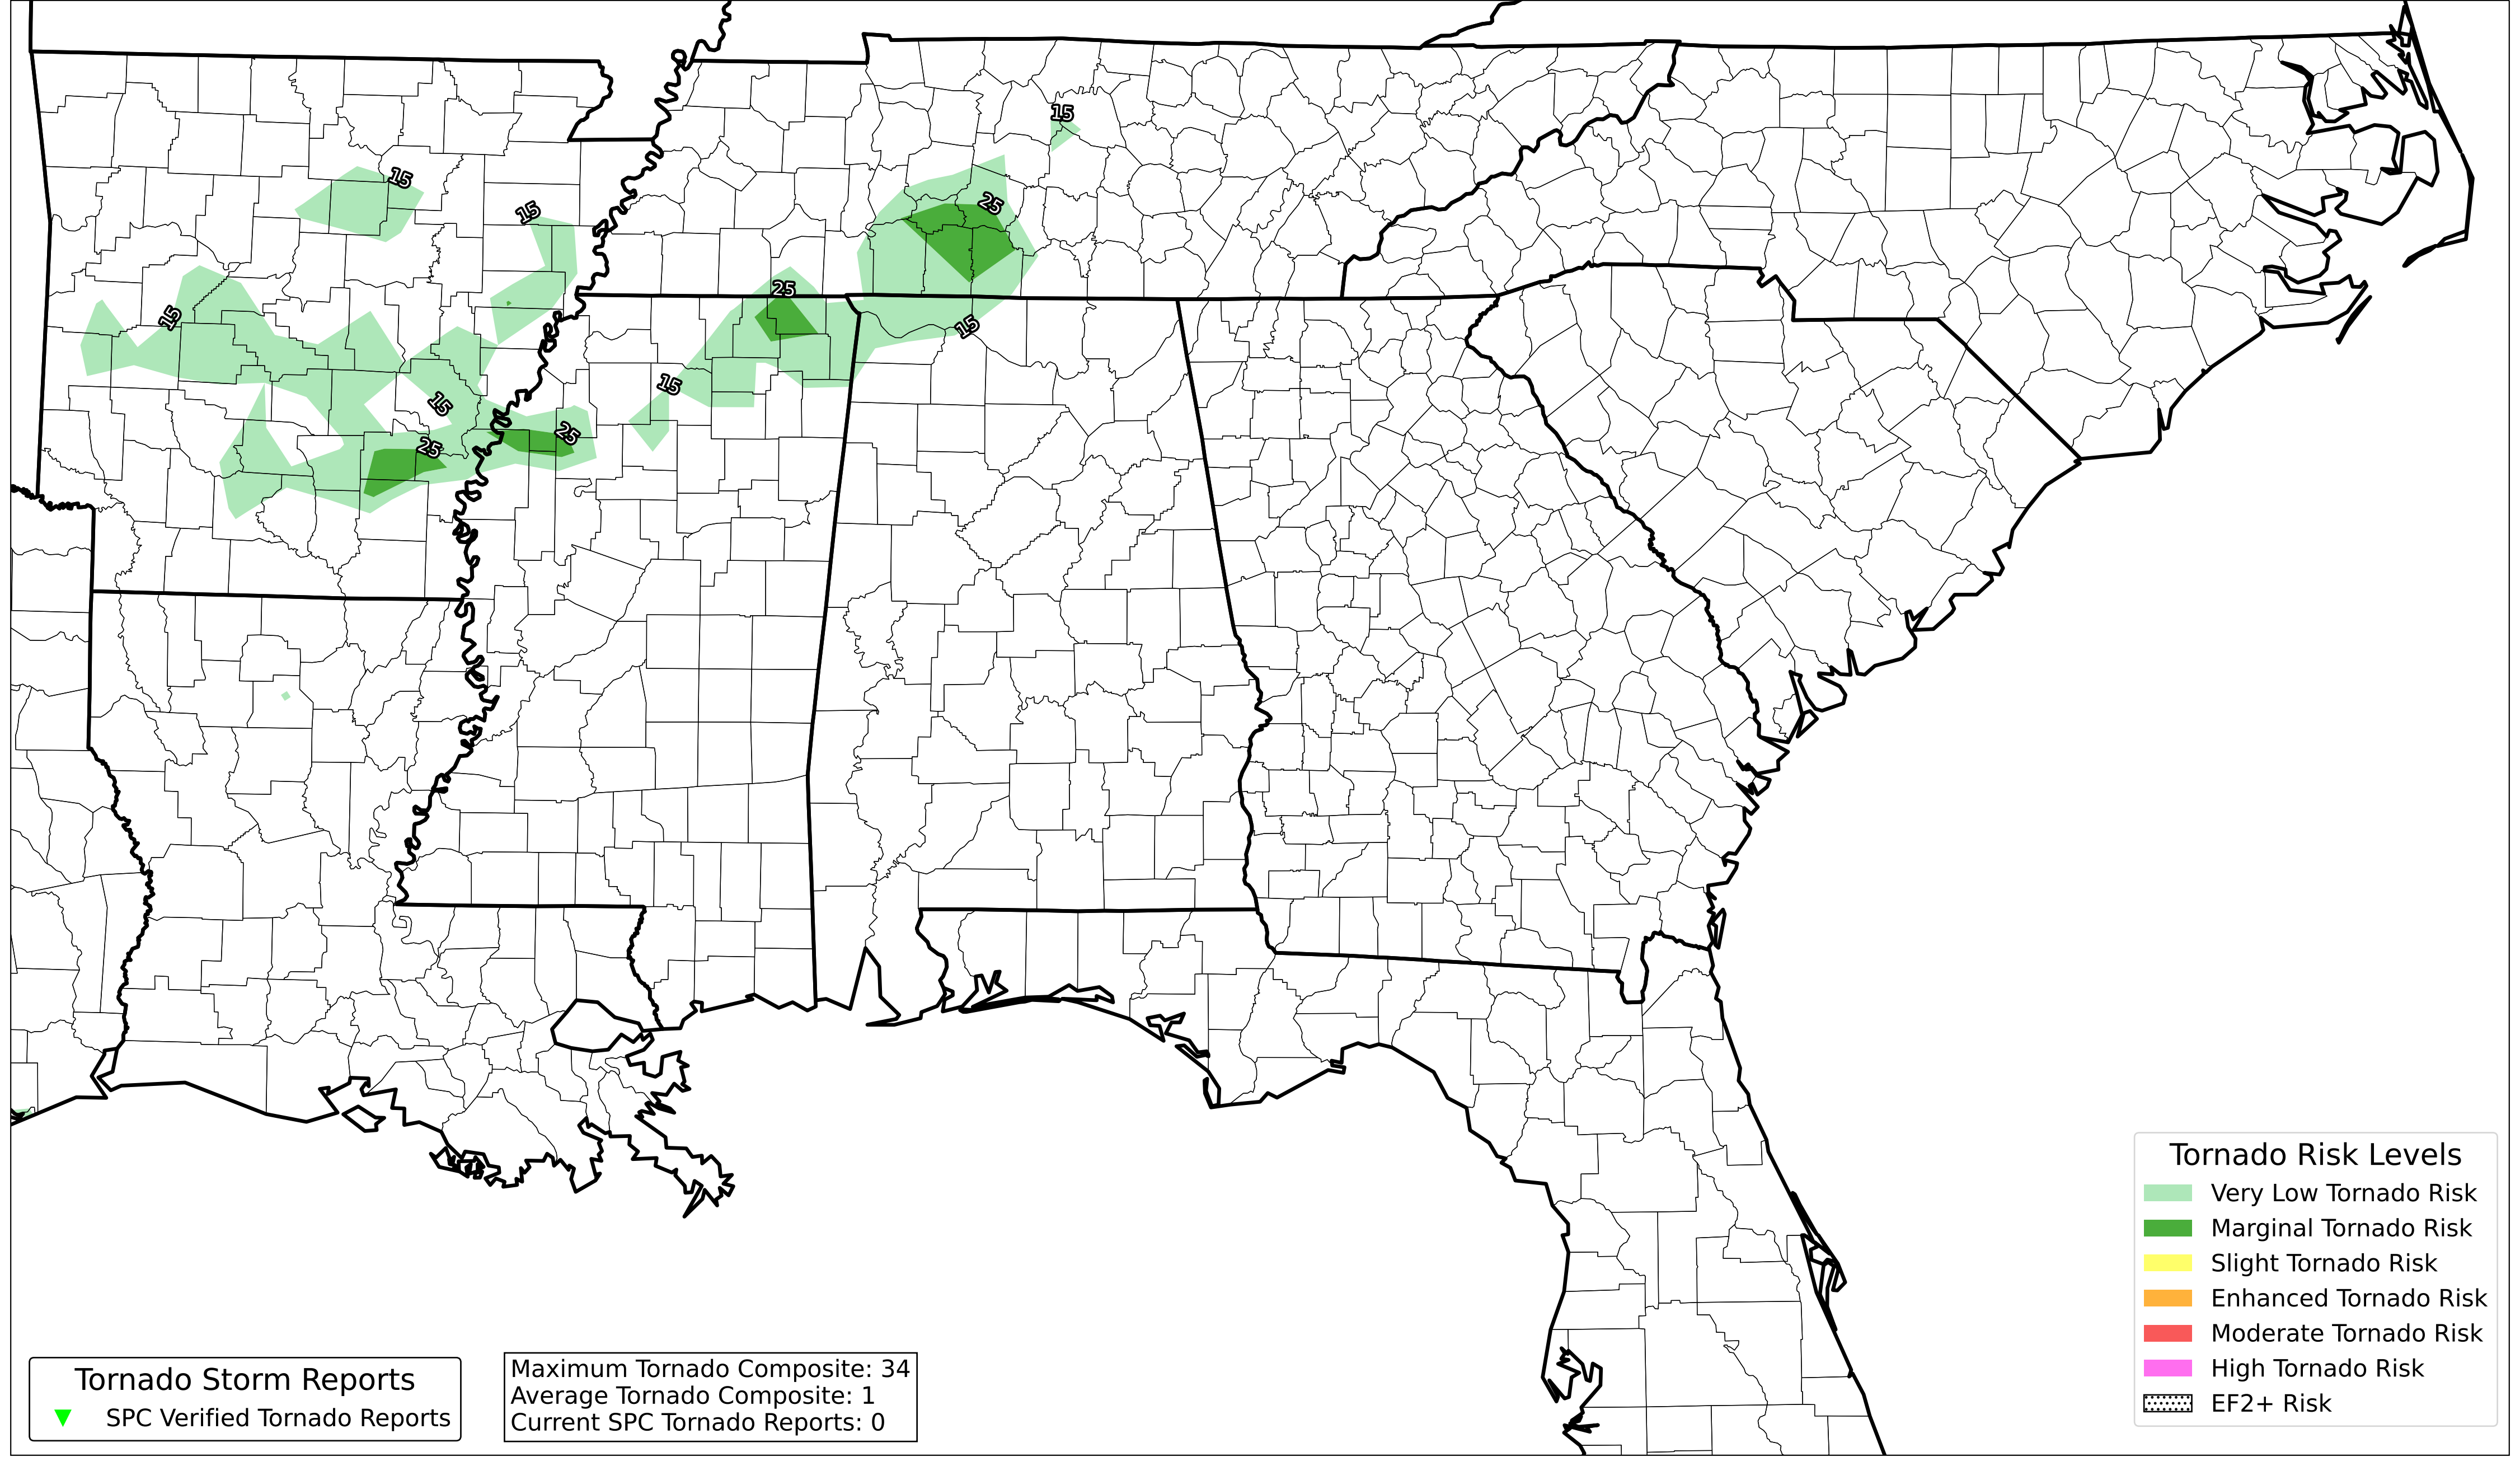 15
15
15
25
25
15
15
15
15
25
25
Tornado Risk Levels
Very Low Tornado Risk
Marginal Tornado Risk
Slight Tornado Risk
Enhanced Tornado Risk
Moderate Tornado Risk
High Tornado Risk
EF2+ Risk
Tornado Storm Reports
SPC Verified Tornado Reports
Maximum Tornado Composite: 34
Average Tornado Composite: 1
Current SPC Tornado Reports: 0